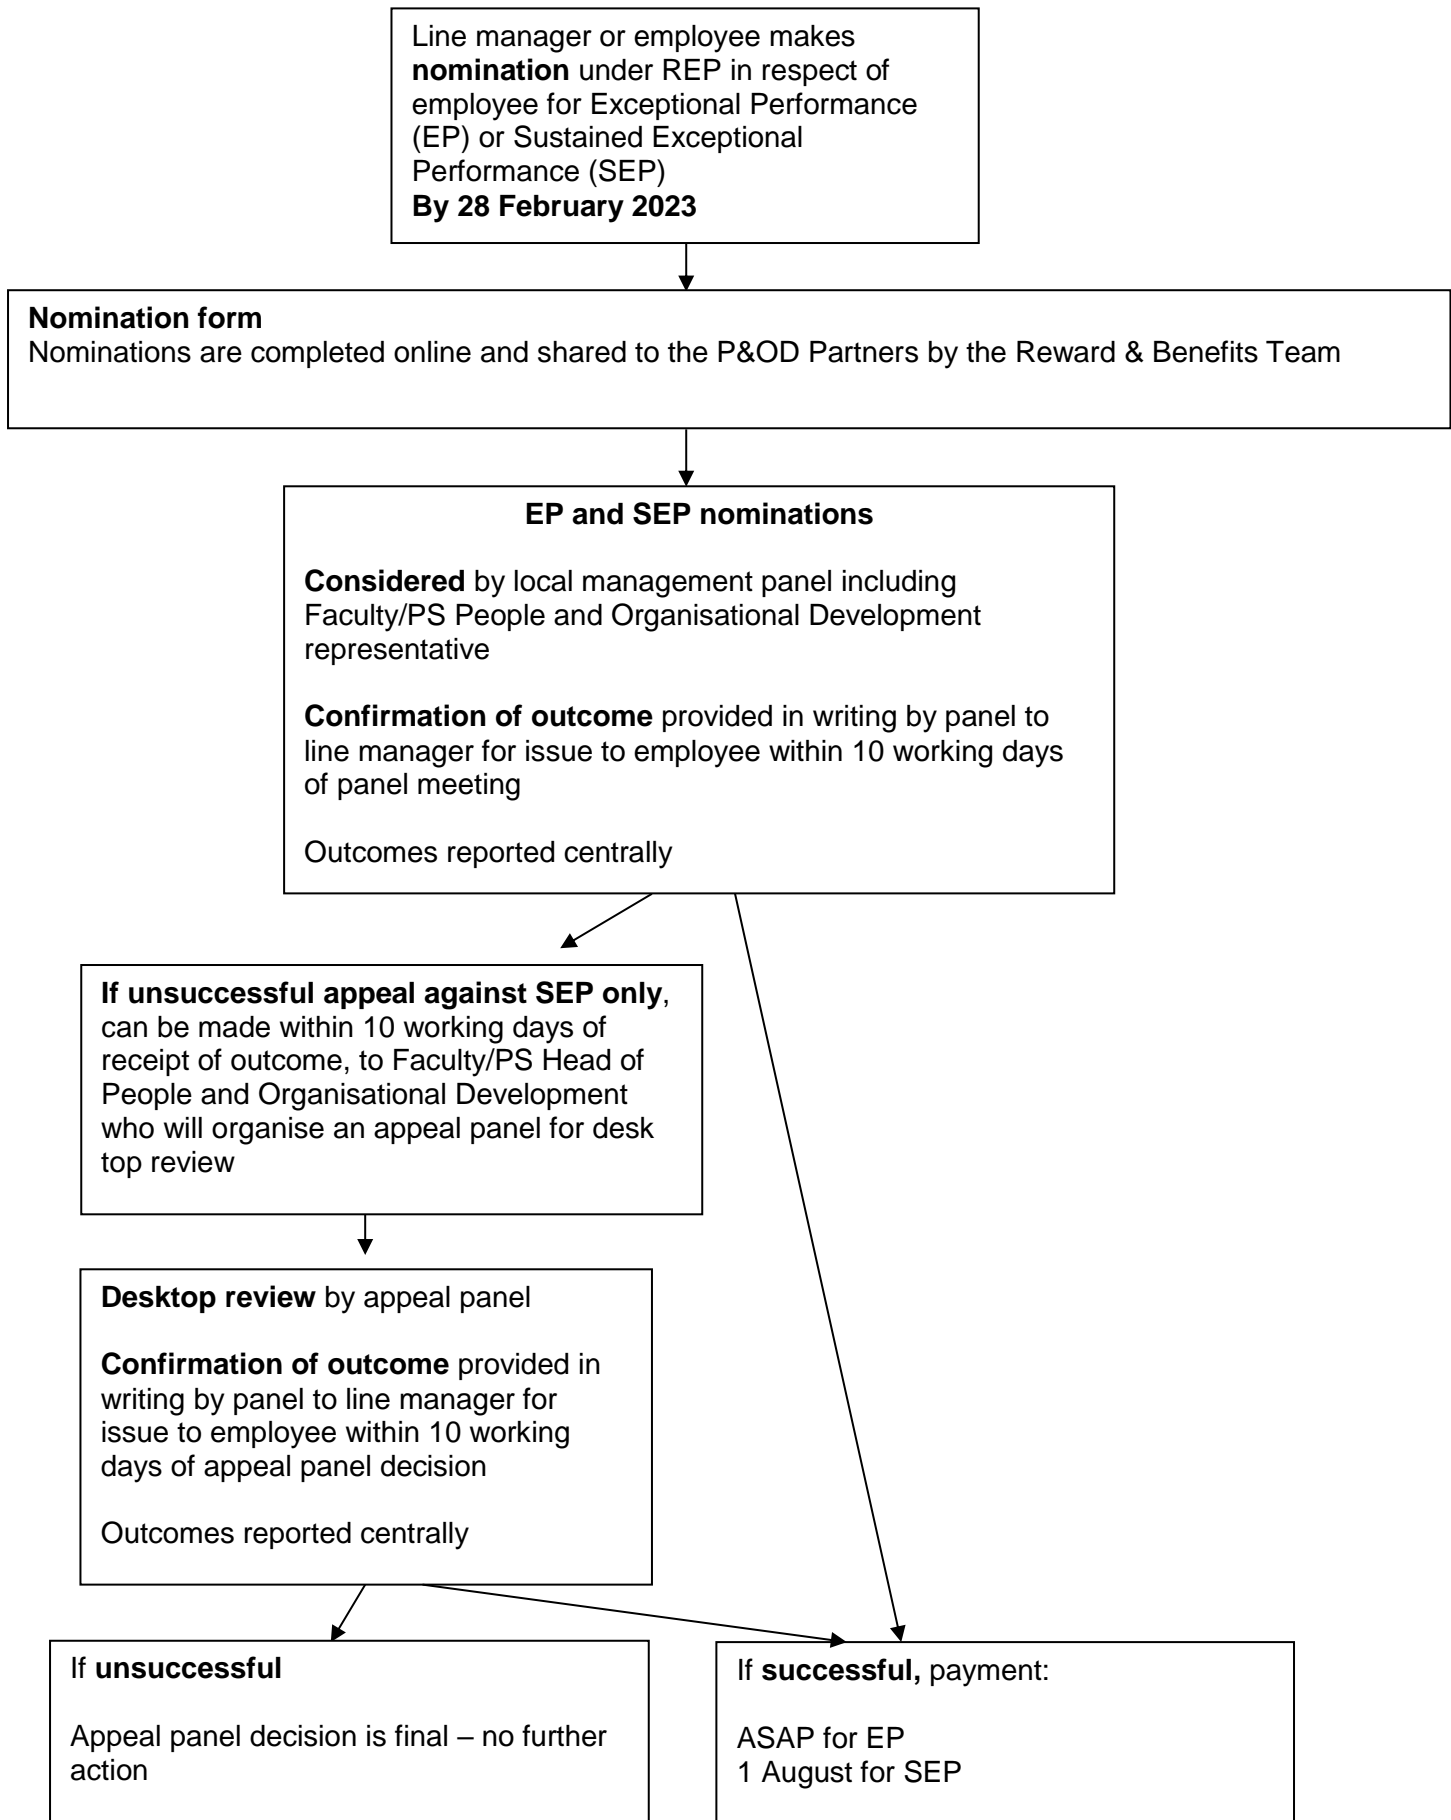 Line manager or employee makes
nomination under REP in respect of
employee for Exceptional Performance
(EP) or Sustained Exceptional
Performance (SEP)
By 28 February 2023
Nomination form
Nominations are completed online and shared to the P&OD Partners by the Reward & Benefits Team
EP and SEP nominations
Considered by local management panel including
Faculty/PS People and Organisational Development
representative
Confirmation of outcome provided in writing by panel to
line manager for issue to employee within 10 working days
of panel meeting
Outcomes reported centrally
If unsuccessful appeal against SEP only,
can be made within 10 working days of
receipt of outcome, to Faculty/PS Head of
People and Organisational Development
who will organise an appeal panel for desk
top review
Desktop review by appeal panel
Confirmation of outcome provided in
writing by panel to line manager for
issue to employee within 10 working
days of appeal panel decision
Outcomes reported centrally
If unsuccessful
Appeal panel decision is final – no further
action
If successful, payment:
ASAP for EP
1 August for SEP